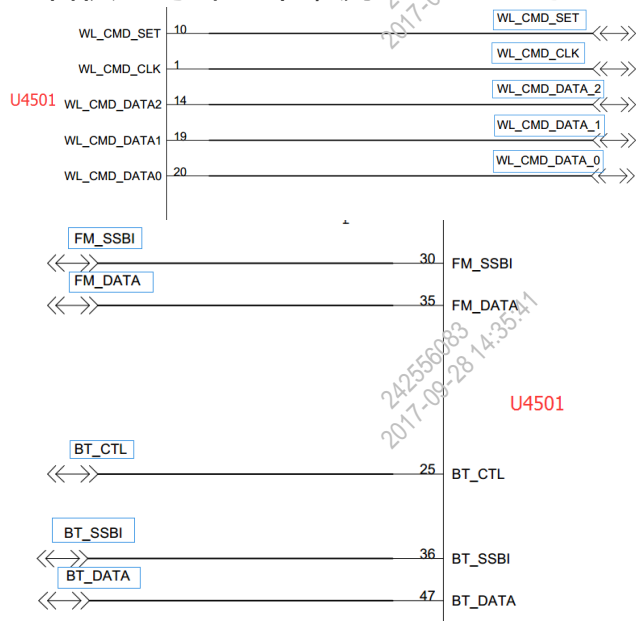 WL_CMD_SET 10 WL_CMD_SET
WL_CMD_CLK 1 WL_CMD_CLK
U4501 WL_CMD_DATA2 14 WL_CMD_DATA_2
WL_CMD_DATA1 19 WL_CMD_DATA_1
WL_CMD_DATA0 20 WL_CMD_DATA_0
FM_SSBI
30 FM_SSBI
FM_DATA
35 FM_DATA
242556083
2017-09-28 14:35:41
U4501
BT_CTL
25 BT_CTL
BT_SSBI
36 BT_SSBI
BT_DATA
47 BT_DATA